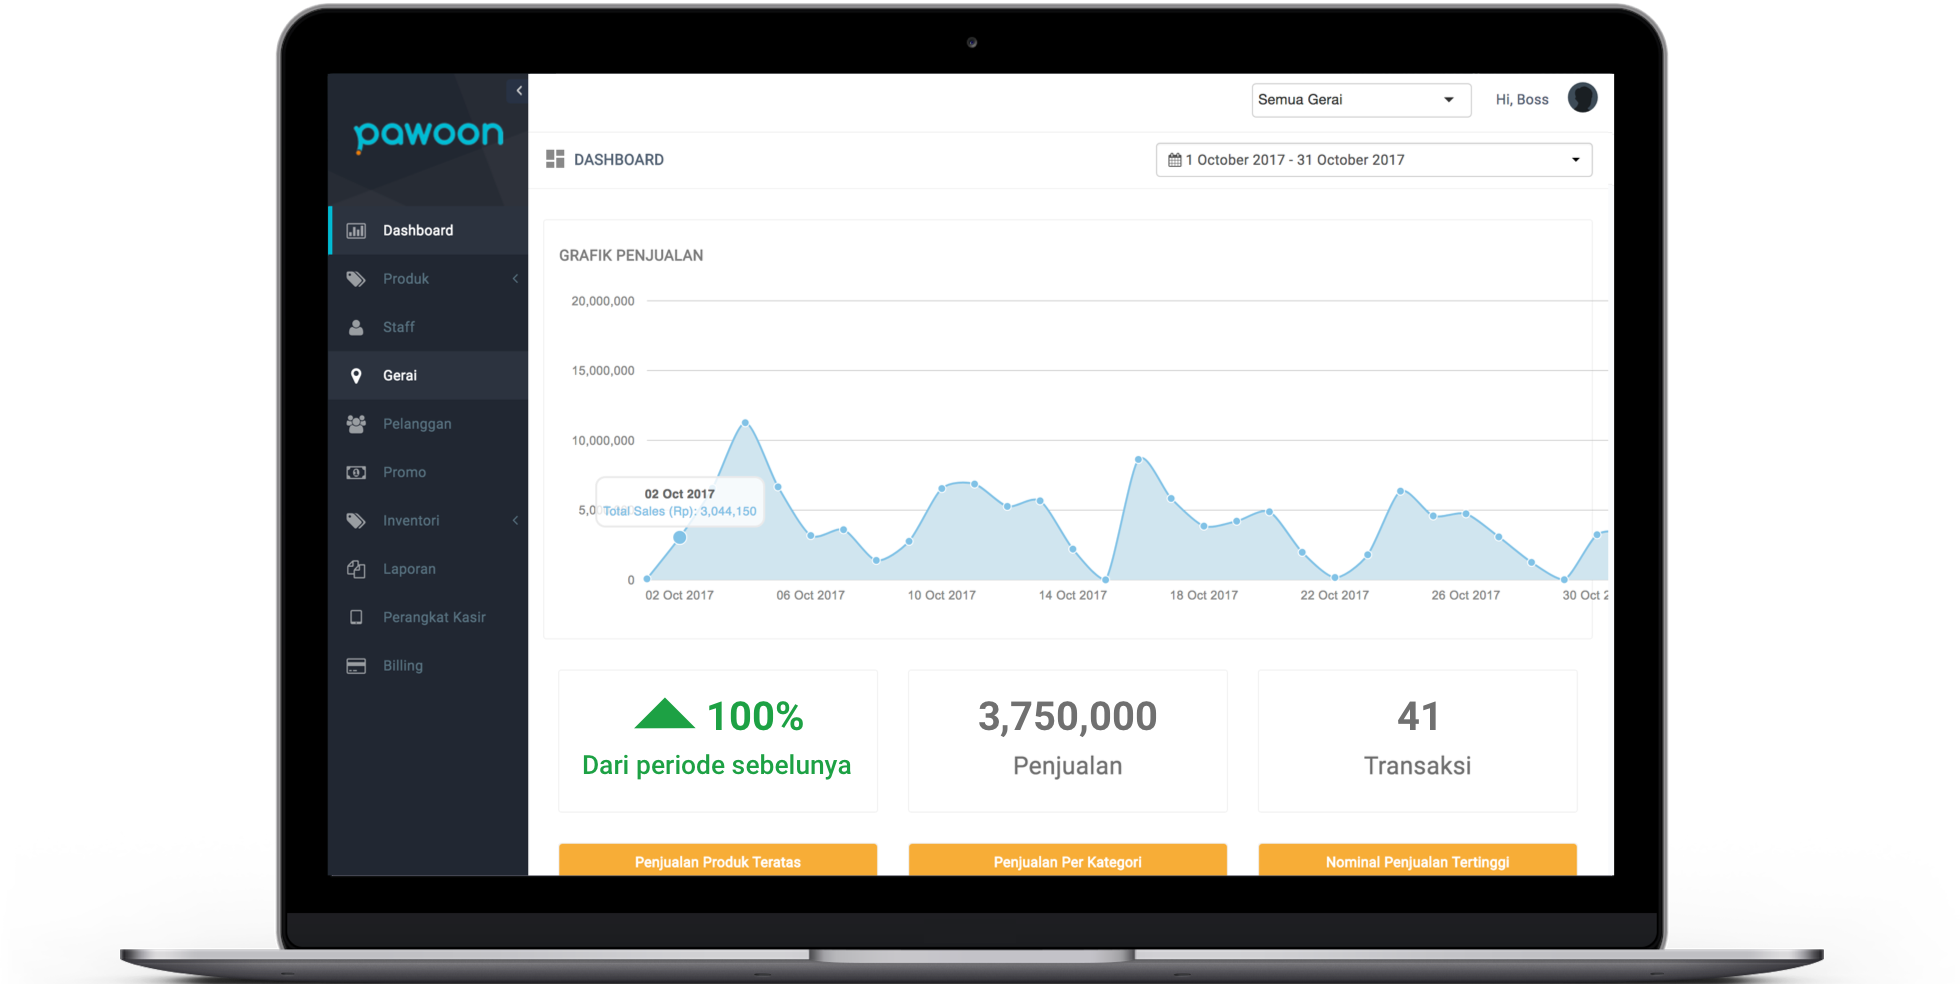 pawoon
Semua Gerai
Hi, Boss
DASHBOARD
1 October 2017 - 31 October 2017
Dashboard
Produk
Staff
Gerai
Pelanggan
Promo
Inventori
Laporan
Perangkat Kasir
Billing
GRAFIK PENJUALAN
20,000,000
15,000,000
10,000,000
02 Oct 2017
5,0
Total Sales (Rp): 3,044,150
0
02 Oct 2017 06 Oct 2017 10 Oct 2017 14 Oct 2017 18 Oct 2017 22 Oct 2017 26 Oct 2017 30 Oct 2
100%
Dari periode sebelunya
3,750,000
Penjualan
41
Transaksi
Penjualan Produk Teratas
Penjualan Per Kategori
Nominal Penjualan Tertinggi